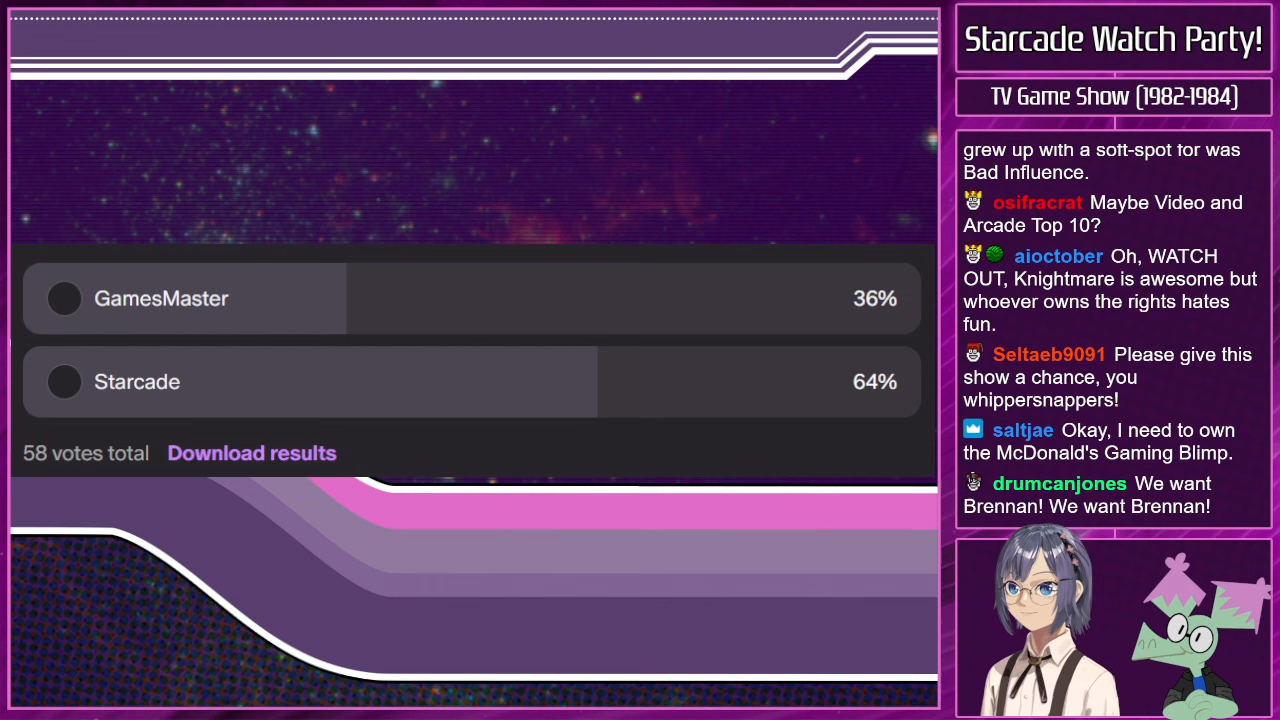 Starcade Watch Party!
TV Game Show (1982-1984)
GamesMaster 36%
Starcade 64%
58 votes total Download results
grew up with a soft-spot for was
Bad Influence.
osifracrat Maybe Video and
Arcade Top 10?
aioctober Oh, WATCH
OUT, Knightmare is awesome but
whoever owns the rights hates
fun.
Seltaeb9091 Please give this
show a chance, you
whippersnappers!
saltjae Okay, I need to own
the McDonald's Gaming Blimp.
drumcanjones We want
Brennan! We want Brennan!